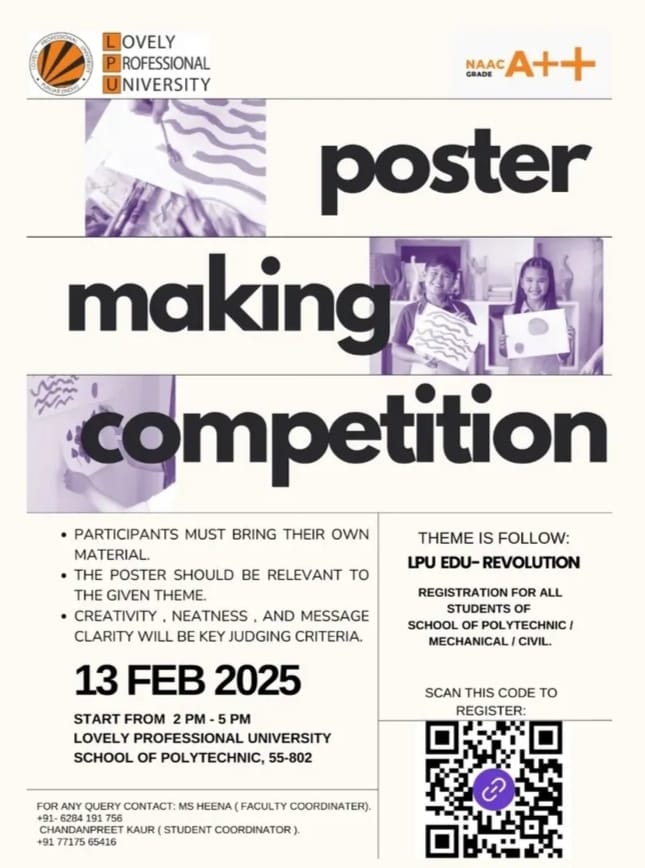 LOVELY
PROFESSIONAL
UNIVERSITY
NAAC
GRADE A++
poster
making
competition
• PARTICIPANTS MUST BRING THEIR OWN
MATERIAL.
• THE POSTER SHOULD BE RELEVANT TO
THE GIVEN THEME.
• CREATIVITY , NEATNESS , AND MESSAGE
CLARITY WILL BE KEY JUDGING CRITERIA.
13 FEB 2025
START FROM 2 PM - 5 PM
LOVELY PROFESSIONAL UNIVERSITY
SCHOOL OF POLYTECHNIC, 55-802
THEME IS FOLLOW:
LPU EDU- REVOLUTION
REGISTRATION FOR ALL
STUDENTS OF
SCHOOL OF POLYTECHNIC /
MECHANICAL / CIVIL.
SCAN THIS CODE TO
REGISTER:
FOR ANY QUERY CONTACT: MS HEENA ( FACULTY COORDINATER).
+91- 6284 191 756
CHANDANPREET KAUR ( STUDENT COORDINATOR ).
+91 77175 65416